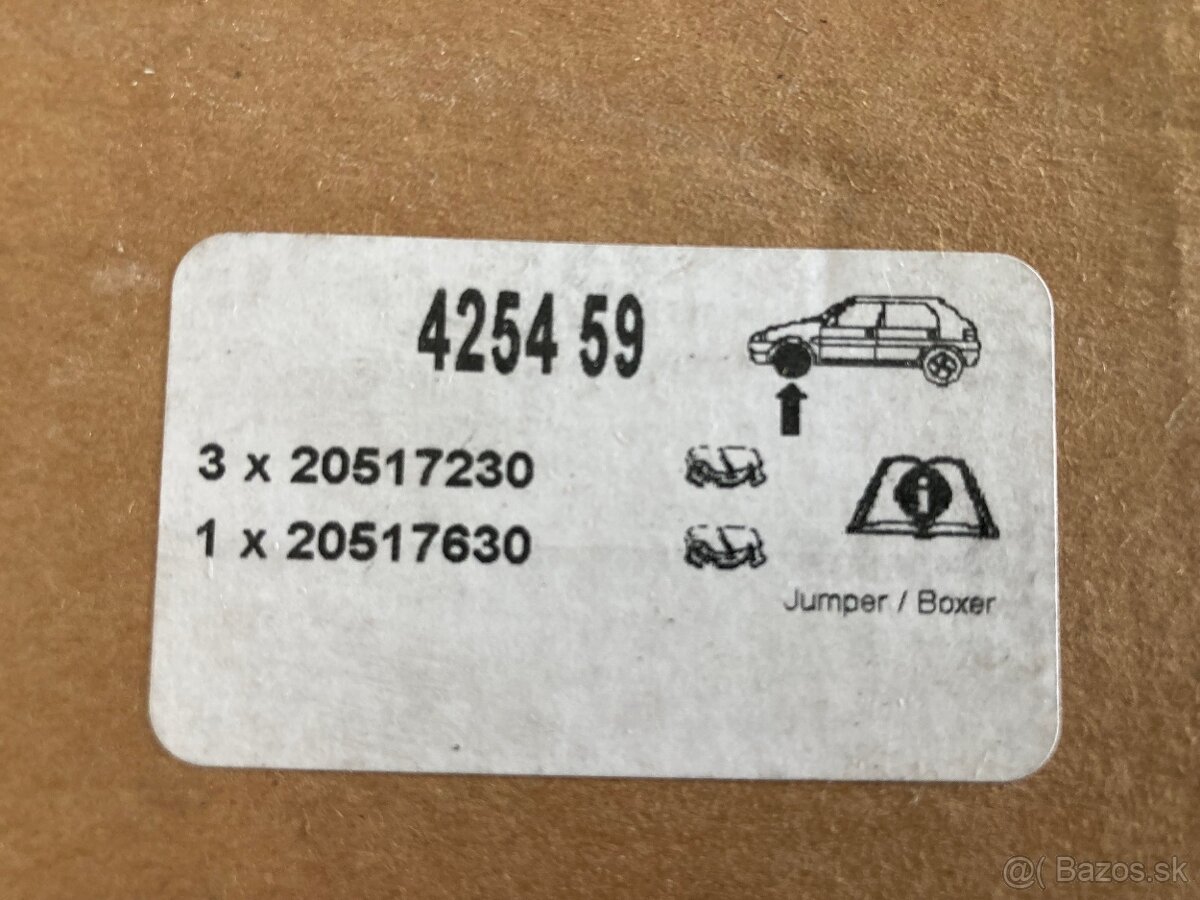 4254 59
3 x 20517230
1 x 20517630
i
Jumper / Boxer
@( Bazos.sk